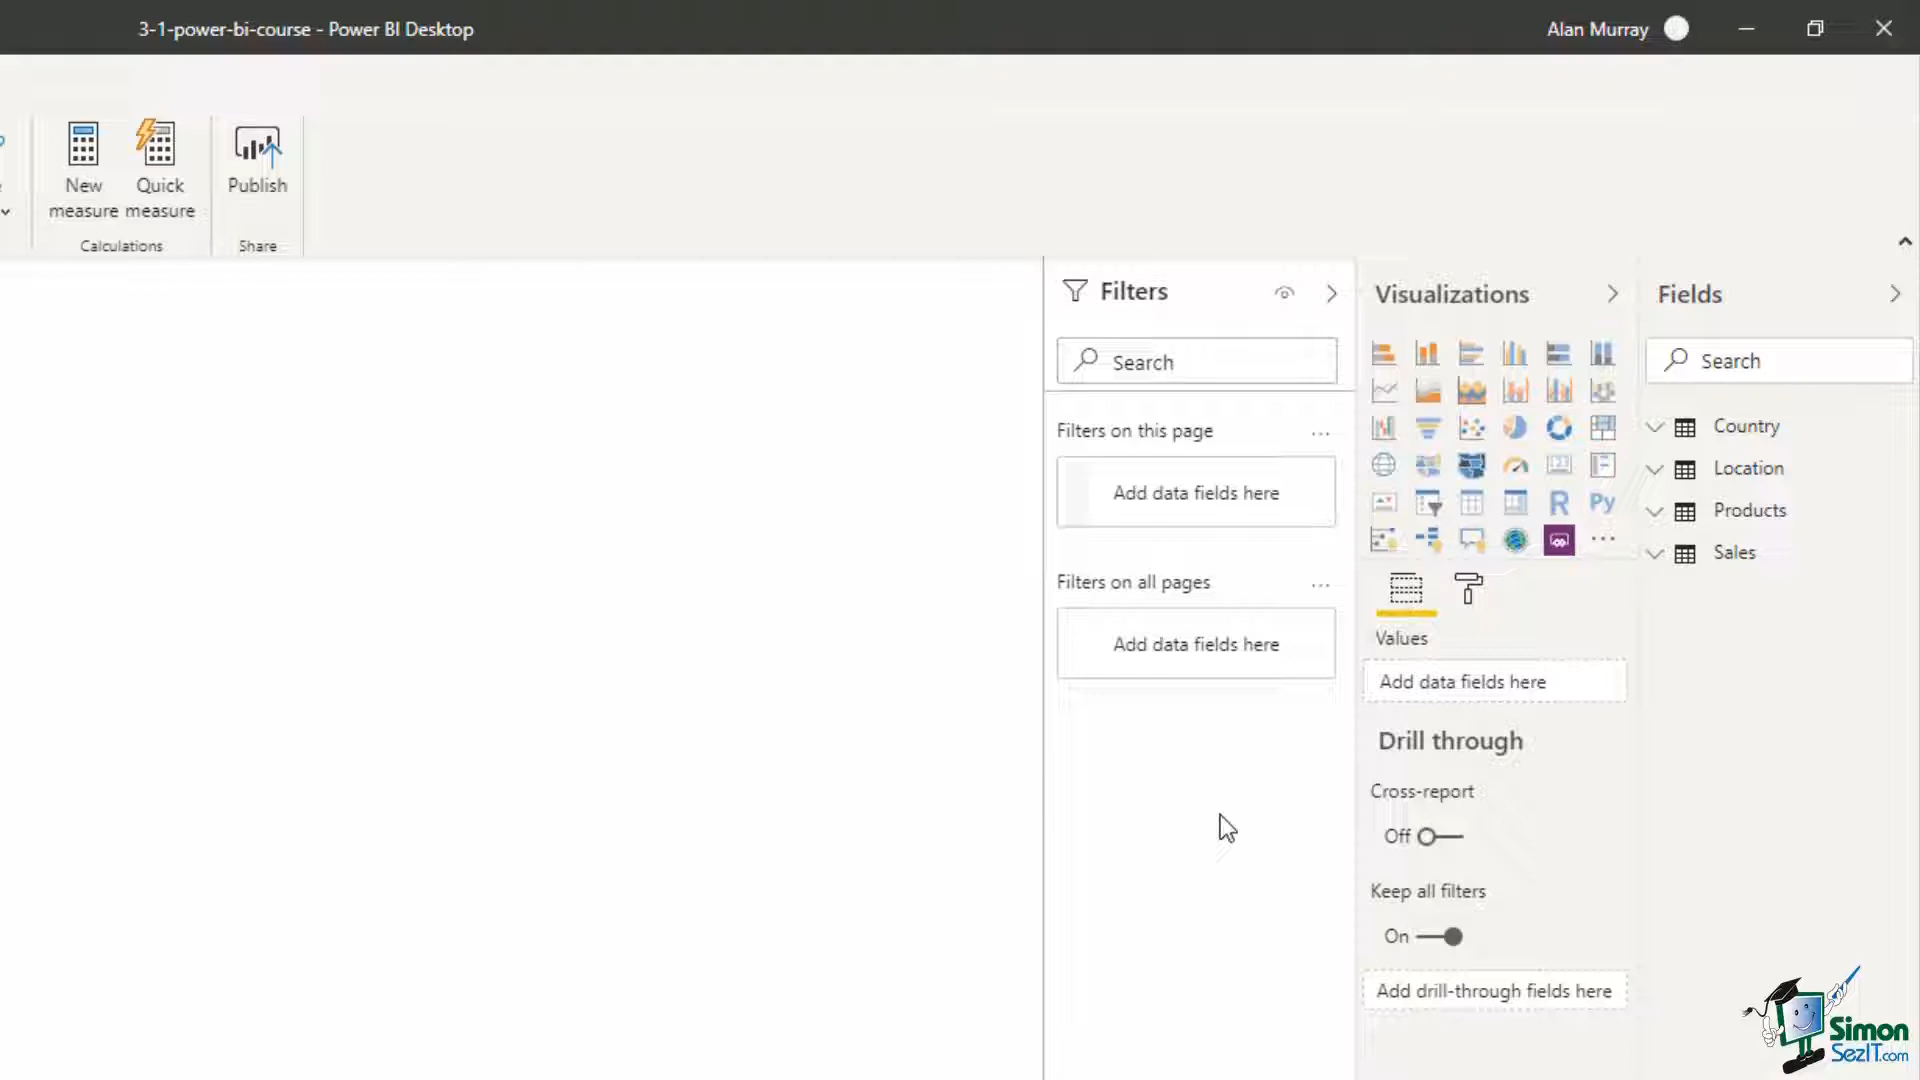 3-1-power-bi-course - Power BI Desktop
Alan Murray
New measure
Quick measure
Publish
Calculations
Share
Filters
Search
Filters on this page
Add data fields here
Filters on all pages
Add data fields here
Visualizations
R
Py
Values
Add data fields here
Drill through
Cross-report
Off
Keep all filters
On
Add drill-through fields here
Fields
Search
Country
Location
Products
Sales
Simon
SezIT.com